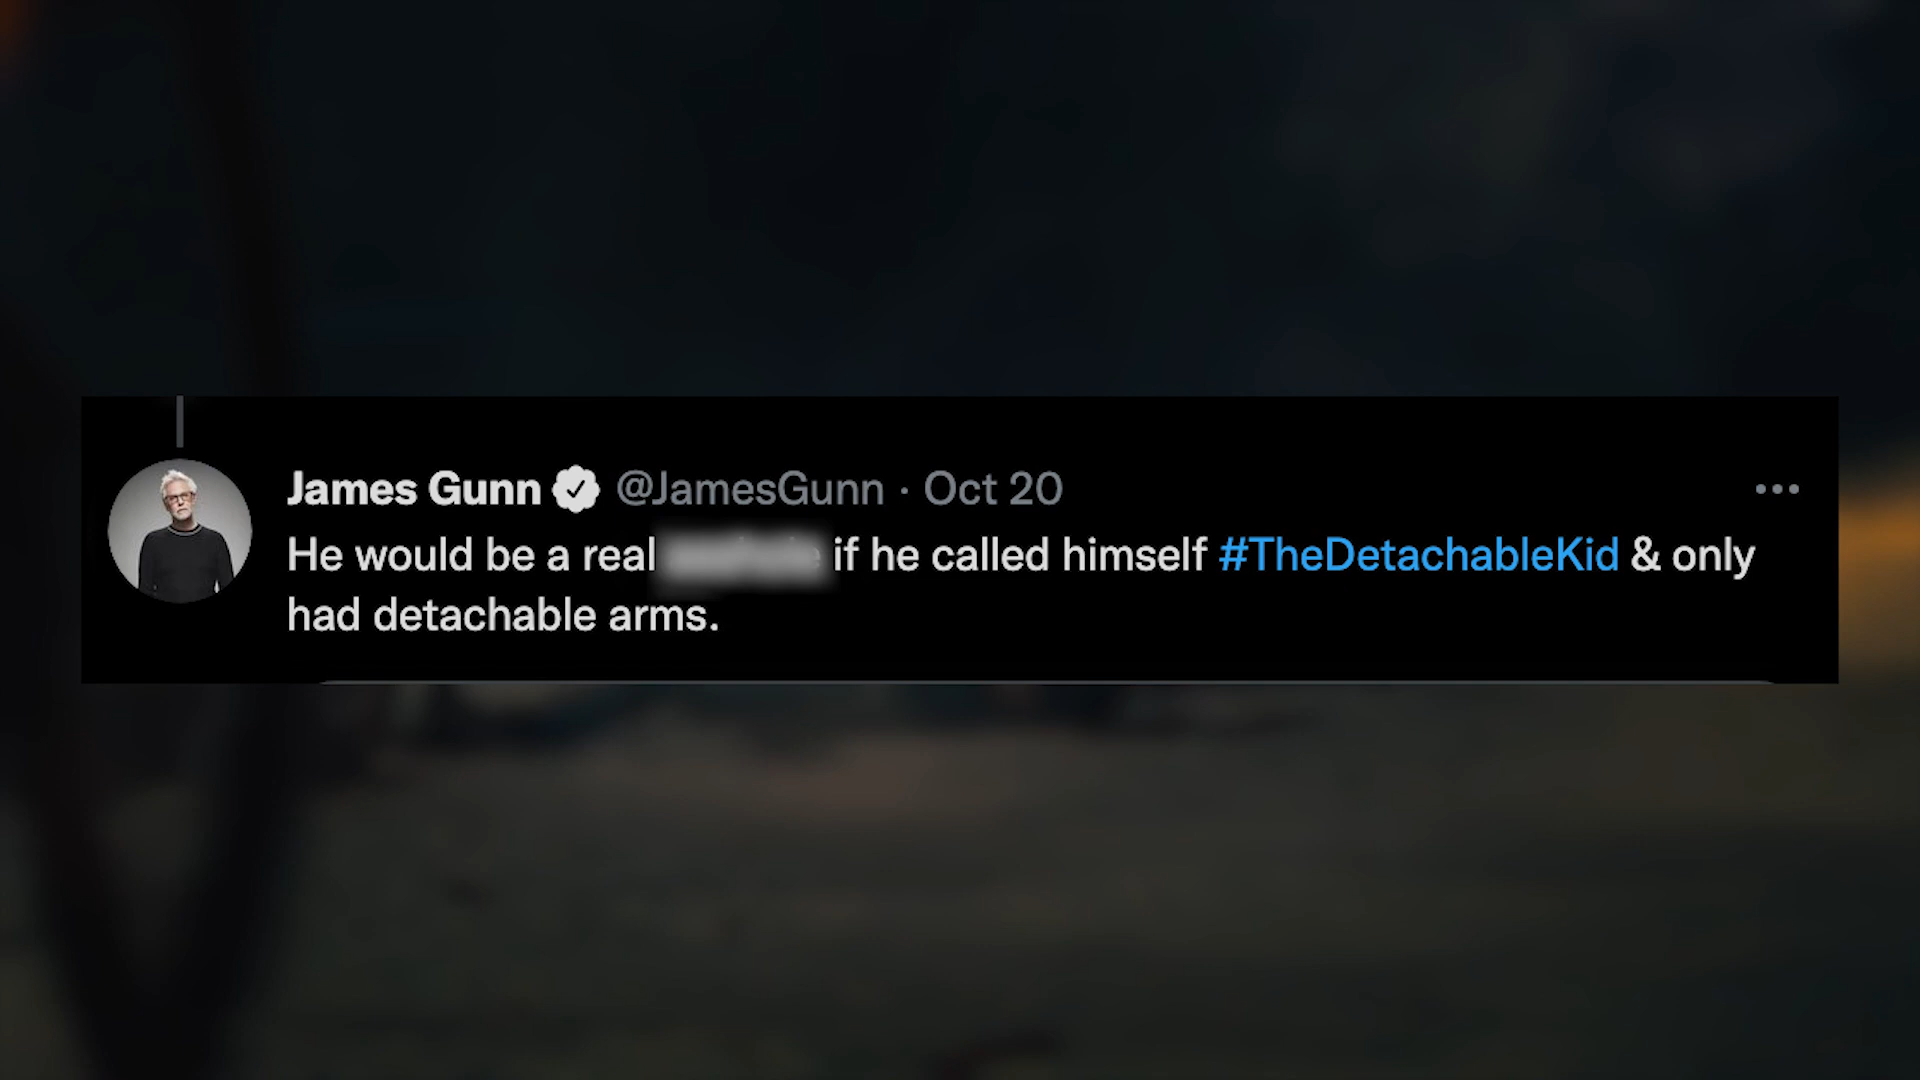 James Gunn @JamesGunn · Oct 20
He would be a real if he called himself #TheDetachableKid & only
had detachable arms.